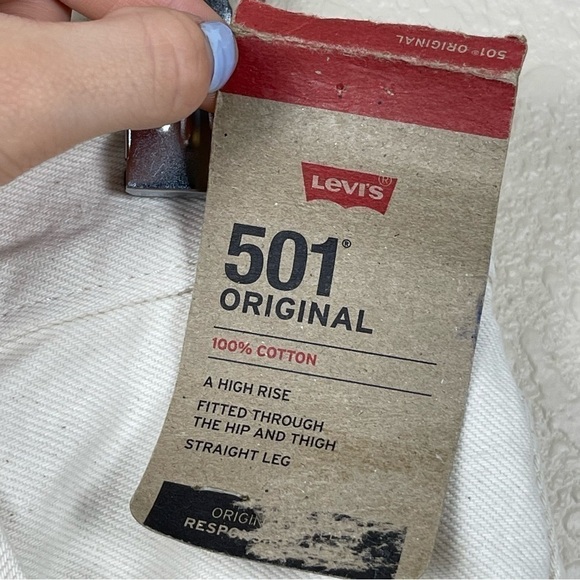 501® ORIGINAL
LEVI'S®
501®
ORIGINAL
100% COTTON
A HIGH RISE
FITTED THROUGH
THE HIP AND THIGH
STRAIGHT LEG